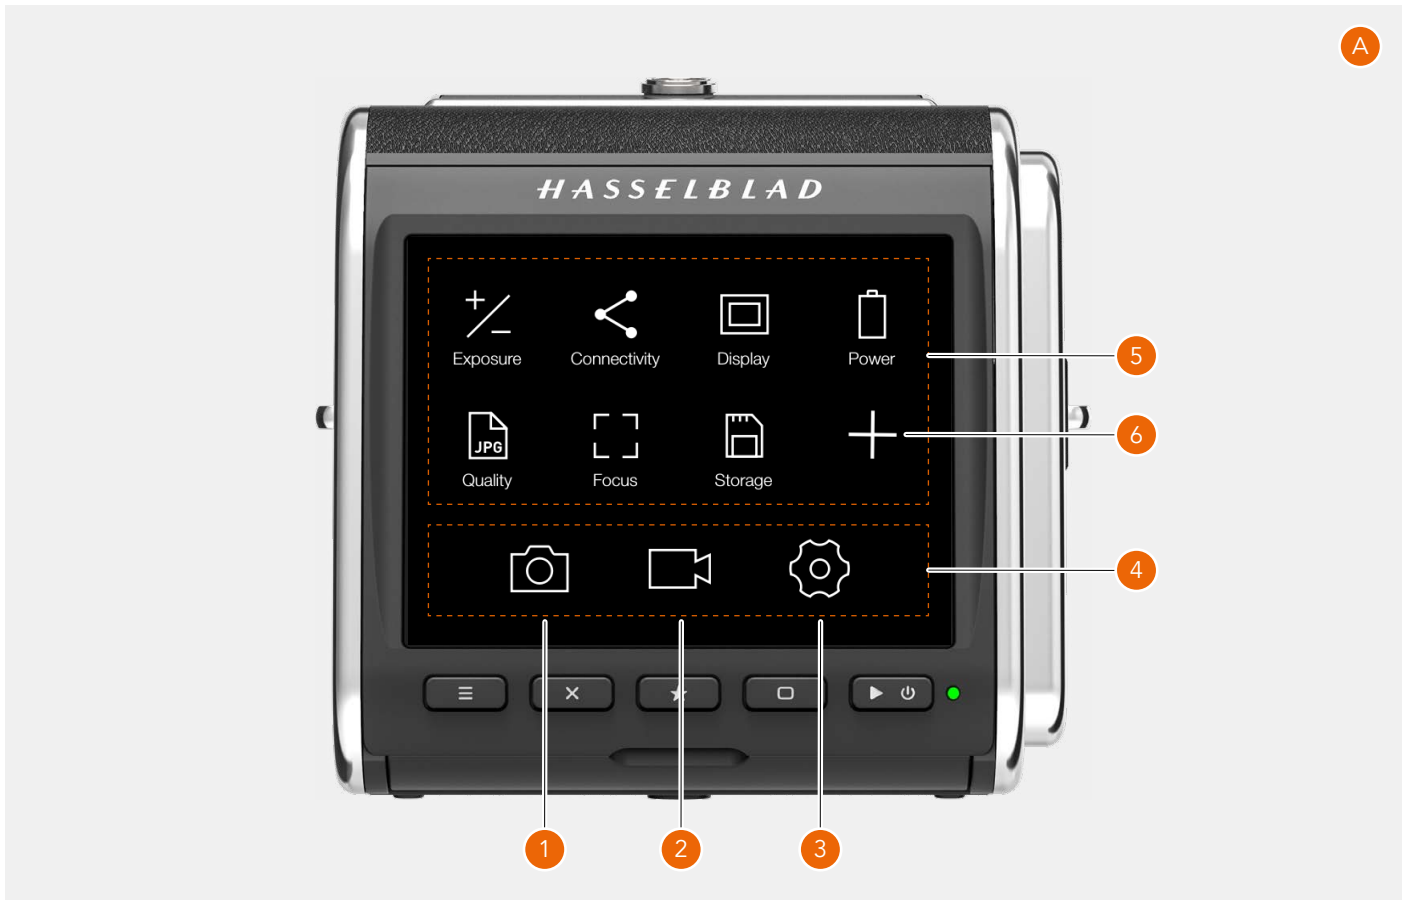 A
HASSELBLAD
Exposure Connectivity Display Power
5
JPG
6
Quality Focus Storage
4
1 2 3